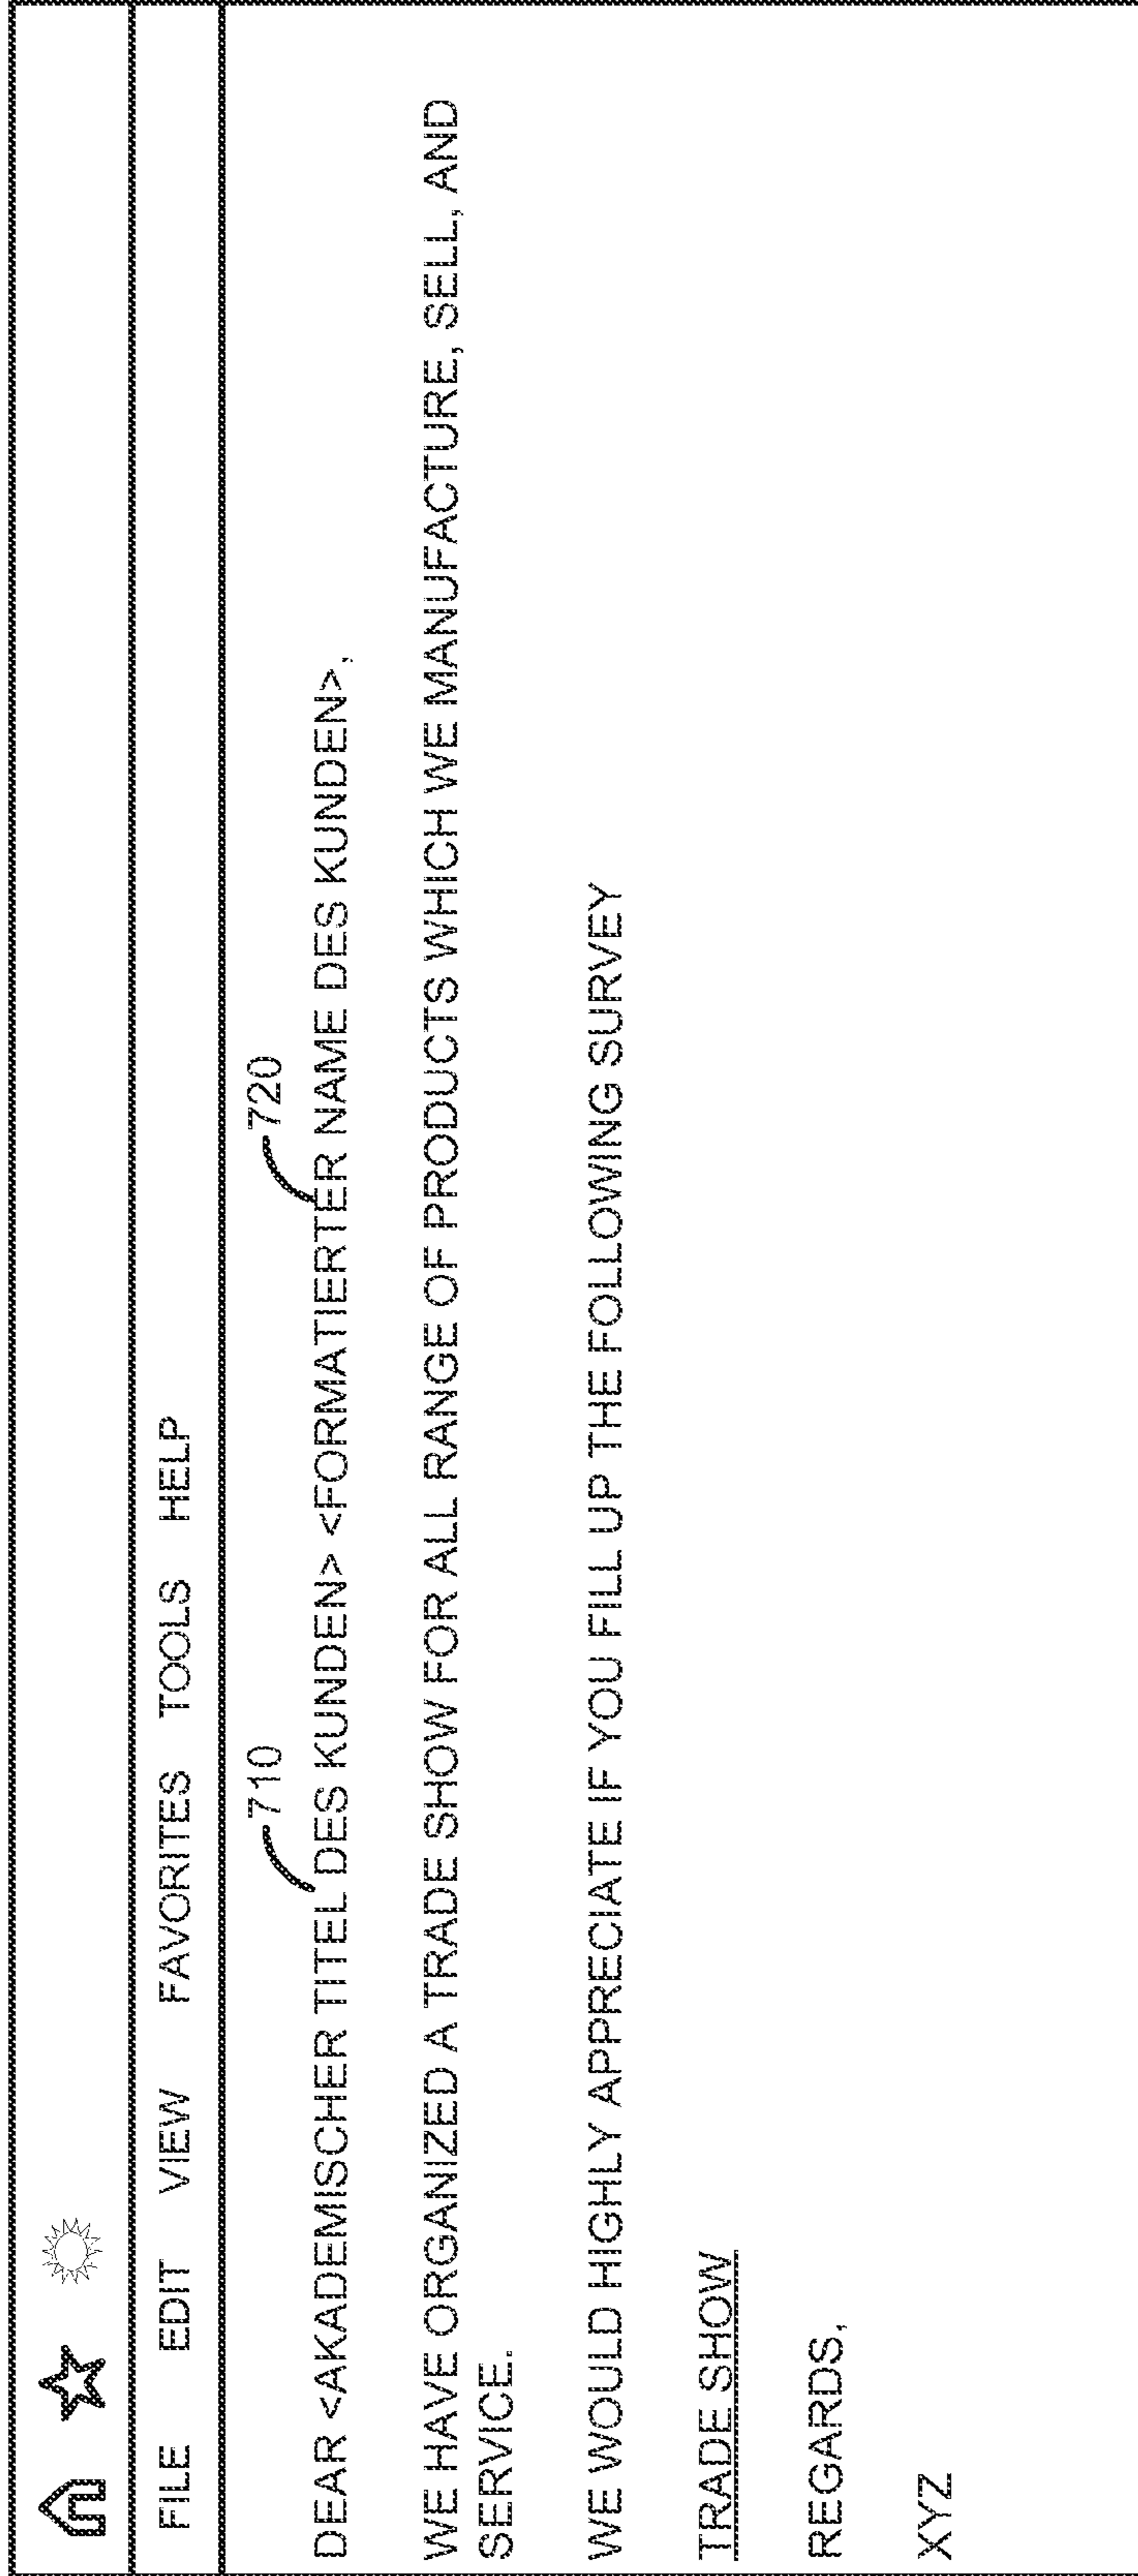 FILE EDIT VIEW FAVORITES TOOLS HELP
710
720
DEAR <AKADEMISCHER TITEL DES KUNDEN> <FORMATIERTER NAME DES KUNDEN>,
WE HAVE ORGANIZED A TRADE SHOW FOR ALL RANGE OF PRODUCTS WHICH WE MANUFACTURE, SELL, AND
SERVICE.
WE WOULD HIGHLY APPRECIATE IF YOU FILL UP THE FOLLOWING SURVEY
TRADE SHOW
REGARDS,
XYZ